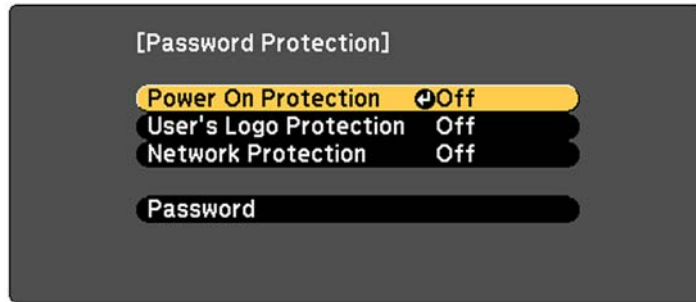 [Password Protection]
Power On Protection Off
User's Logo Protection Off
Network Protection Off
Password